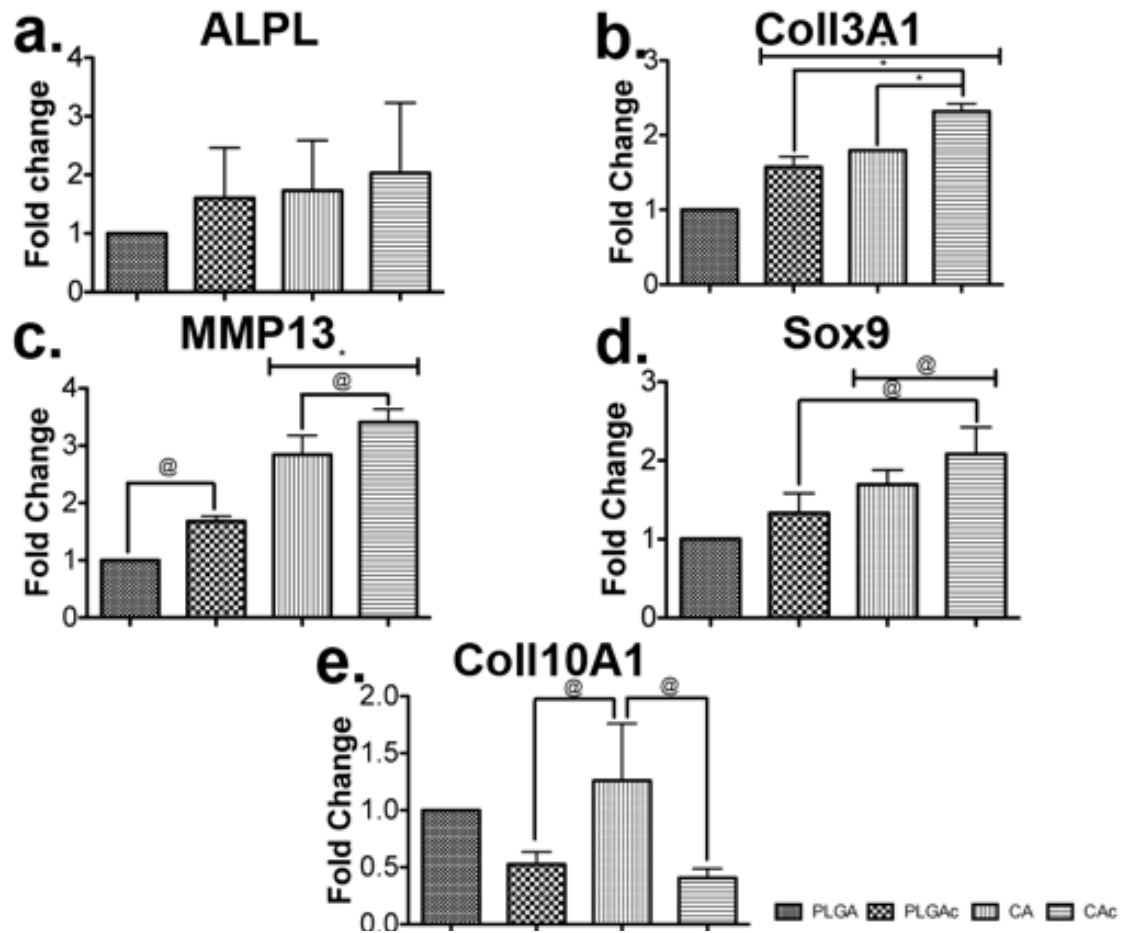 a. ALPL
Fold change
4
3
2
1
0
b. Coll3A1
Fold Change
3
2
1
0
*
*
*
c. MMP13
Fold Change
4
3
2
1
0
@
*
@
d. Sox9
Fold Change
3
2
1
0
@
@
e. Coll10A1
Fold Change
2.0
1.5
1.0
0.5
0.0
@ @
PLGA PLGAc CA CAc